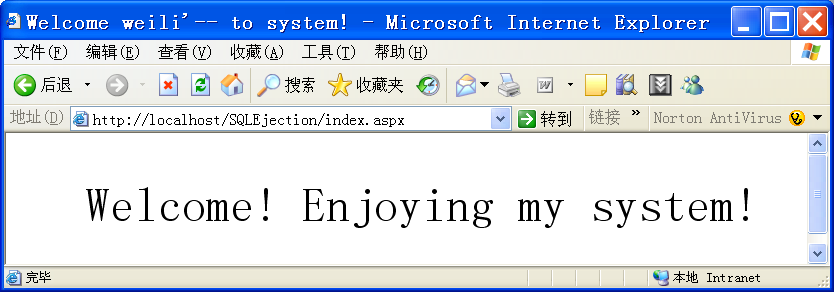 Welcome weili'-- to system! - Microsoft Internet Explorer
文件(F) 编辑(E) 查看(V) 收藏(A) 工具(T) 帮助(H)
后退 搜索 收藏夹
地址(D) http://localhost/SQLEjection/index.aspx 转到 链接 » Norton AntiVirus
Welcome! Enjoying my system!
完毕 本地 Intranet